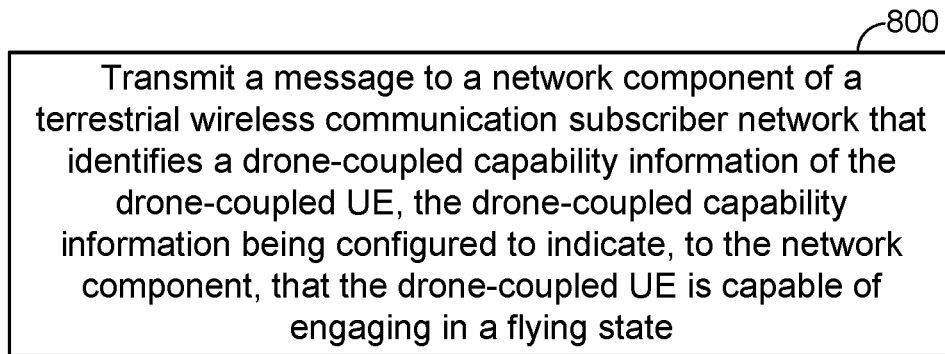 800
Transmit a message to a network component of a
terrestrial wireless communication subscriber network that
identifies a drone-coupled capability information of the
drone-coupled UE, the drone-coupled capability
information being configured to indicate, to the network
component, that the drone-coupled UE is capable of
engaging in a flying state